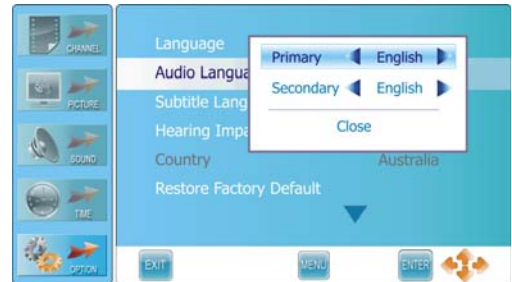 CHANNEL
PICTURE
SOUND
TIME
OPTION
Language
Audio Langua
Subtitle Lang
Hearing Impa
Country Australia
Restore Factory Default
Primary English
Secondary English
Close
EXIT
MENU
ENTER